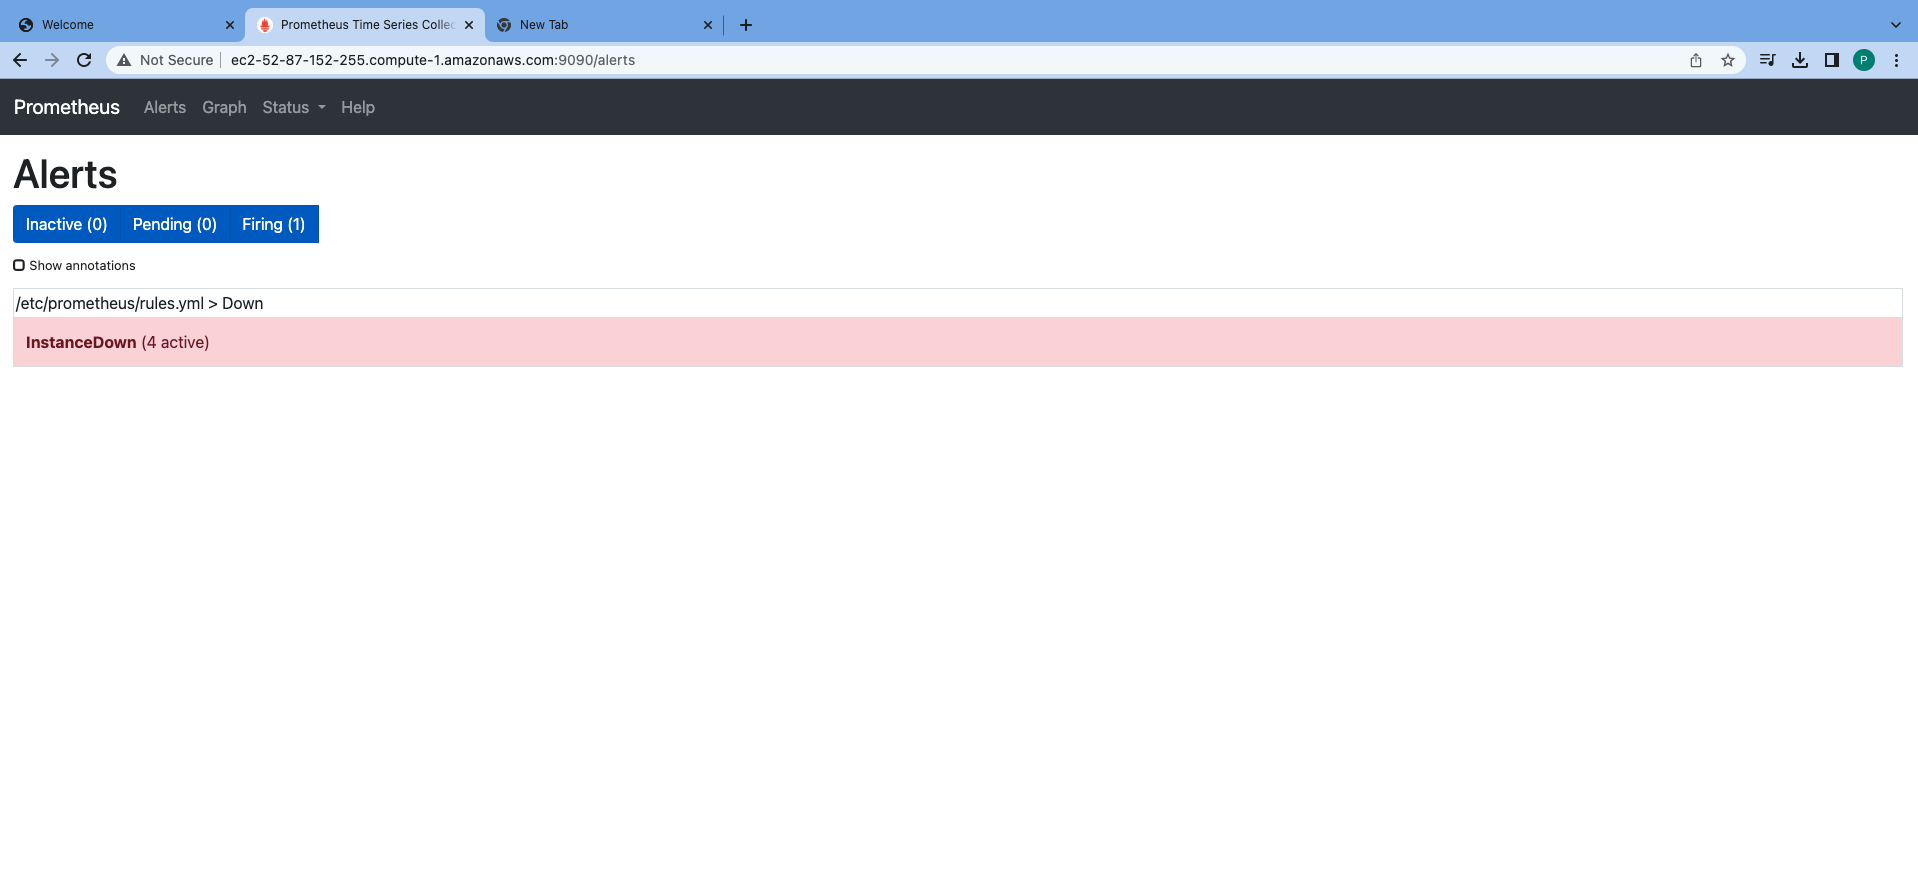 Welcome
Prometheus Time Series Collec
New Tab
Not Secure
ec2-52-87-152-255.compute-1.amazonaws.com:9090/alerts
P
Prometheus Alerts Graph Status Help
Alerts
Inactive (0) Pending (0) Firing (1)
Show annotations
/etc/prometheus/rules.yml > Down
InstanceDown (4 active)